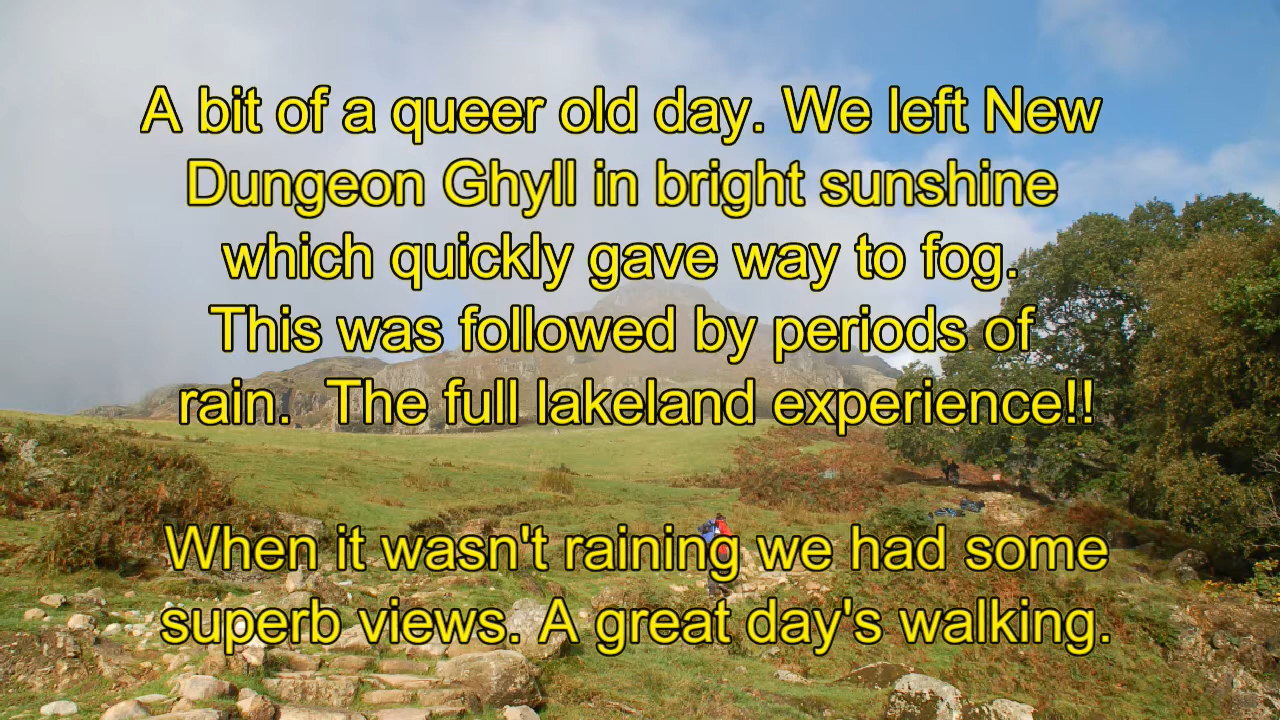 A bit of a queer old day. We left New
Dungeon Ghyll in bright sunshine
which quickly gave way to fog.
This was followed by periods of
rain.  The full lakeland experience!!
When it wasn't raining we had some
superb views. A great day's walking.